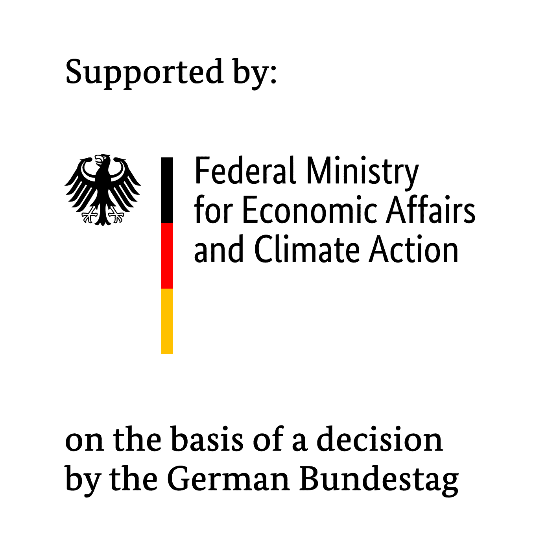 Supported by:
Federal Ministry
for Economic Affairs
and Climate Action
on the basis of a decision
by the German Bundestag